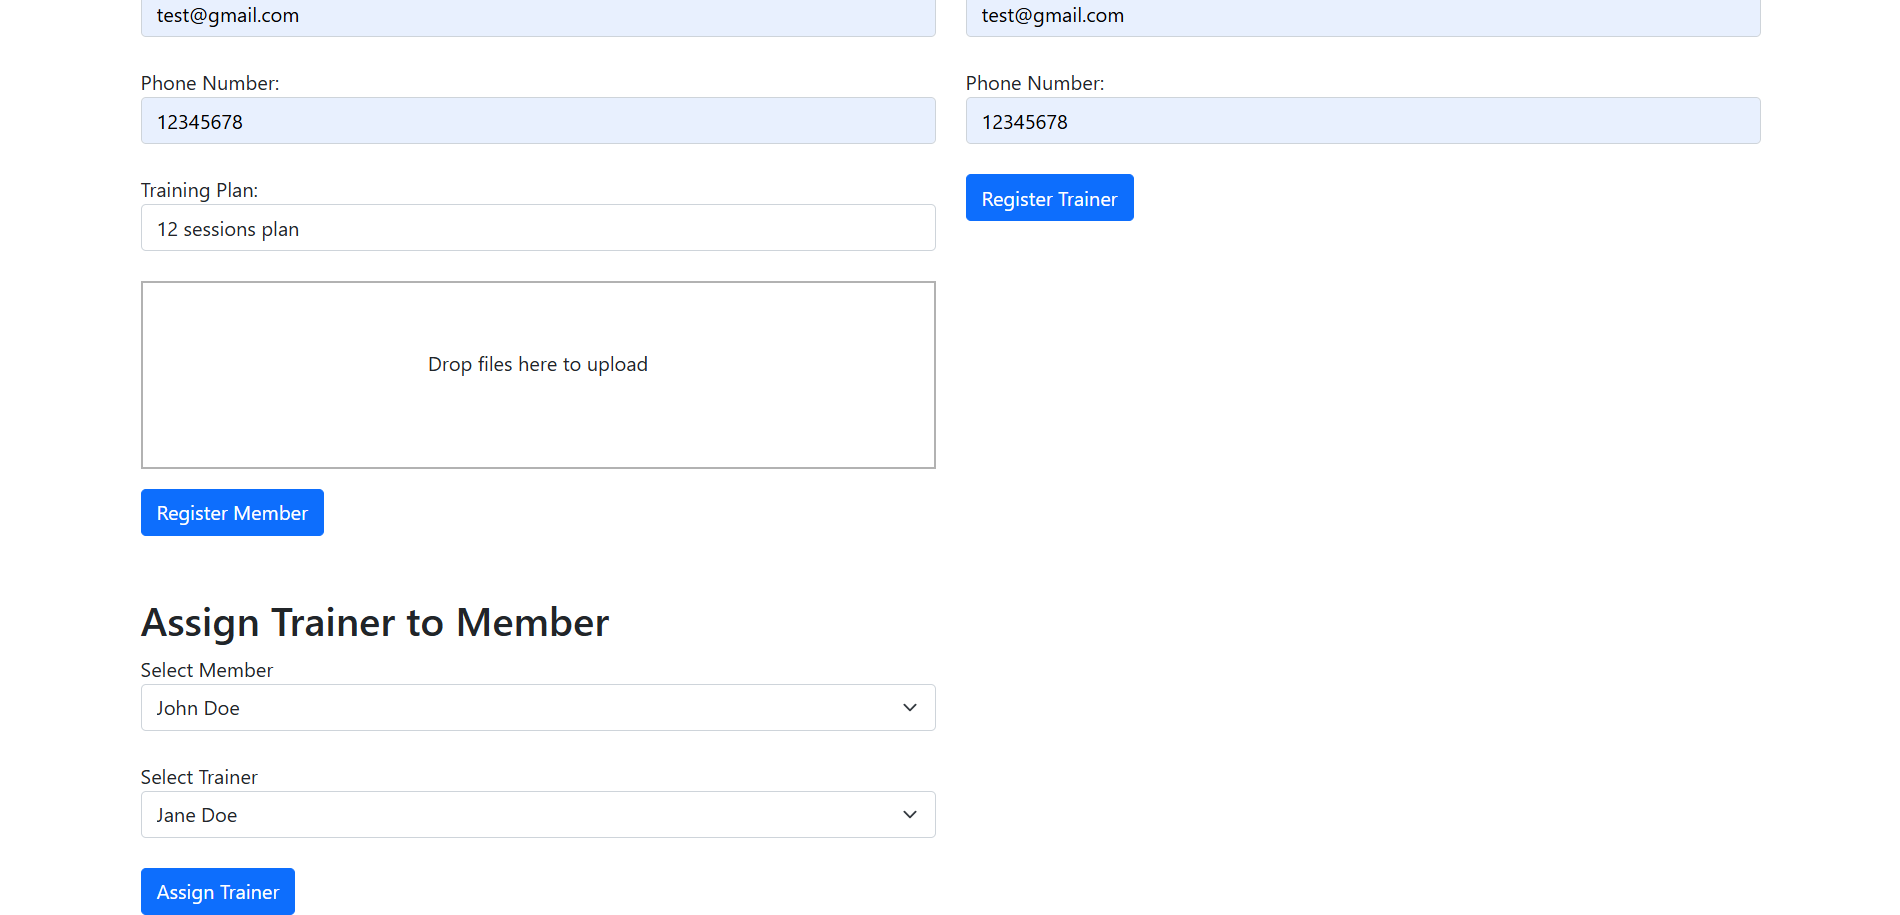 test@gmail.com
Phone Number:
12345678
Training Plan:
12 sessions plan
Drop files here to upload
Register Member
test@gmail.com
Phone Number:
12345678
Register Trainer
Assign Trainer to Member
Select Member
John Doe
Select Trainer
Jane Doe
Assign Trainer